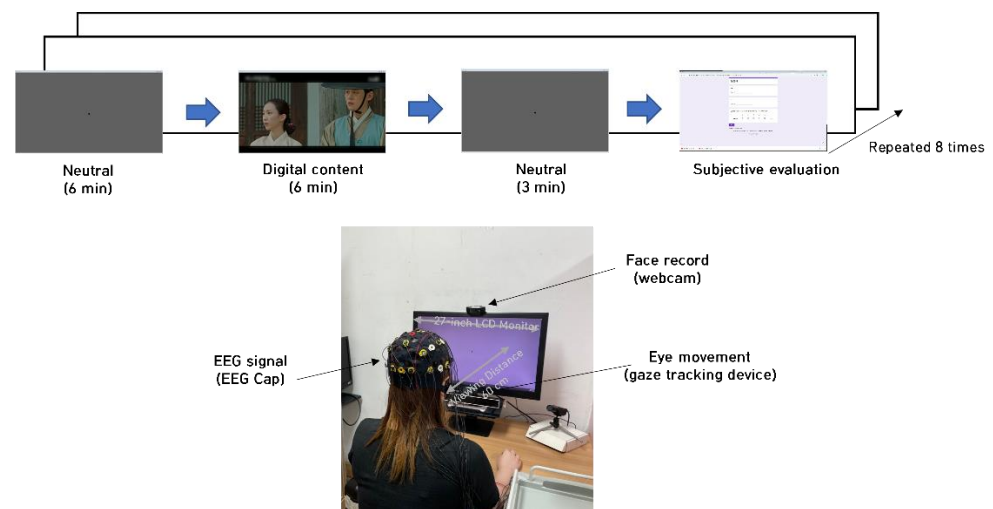 Neutral
(6 min)
Digital content
(6 min)
Neutral
(3 min)
Subjective evaluation
Repeated 8 times
Face record
(webcam)
27-inch LCD Monitor
EEG signal
(EEG Cap)
Viewing Distance
60 cm
Eye movement
(gaze tracking device)